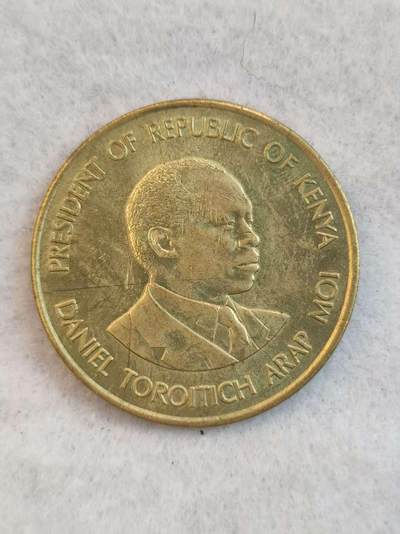 PRESIDENT OF REPUBLIC OF KENYA
DANIEL TOROITICH ARAP MOI